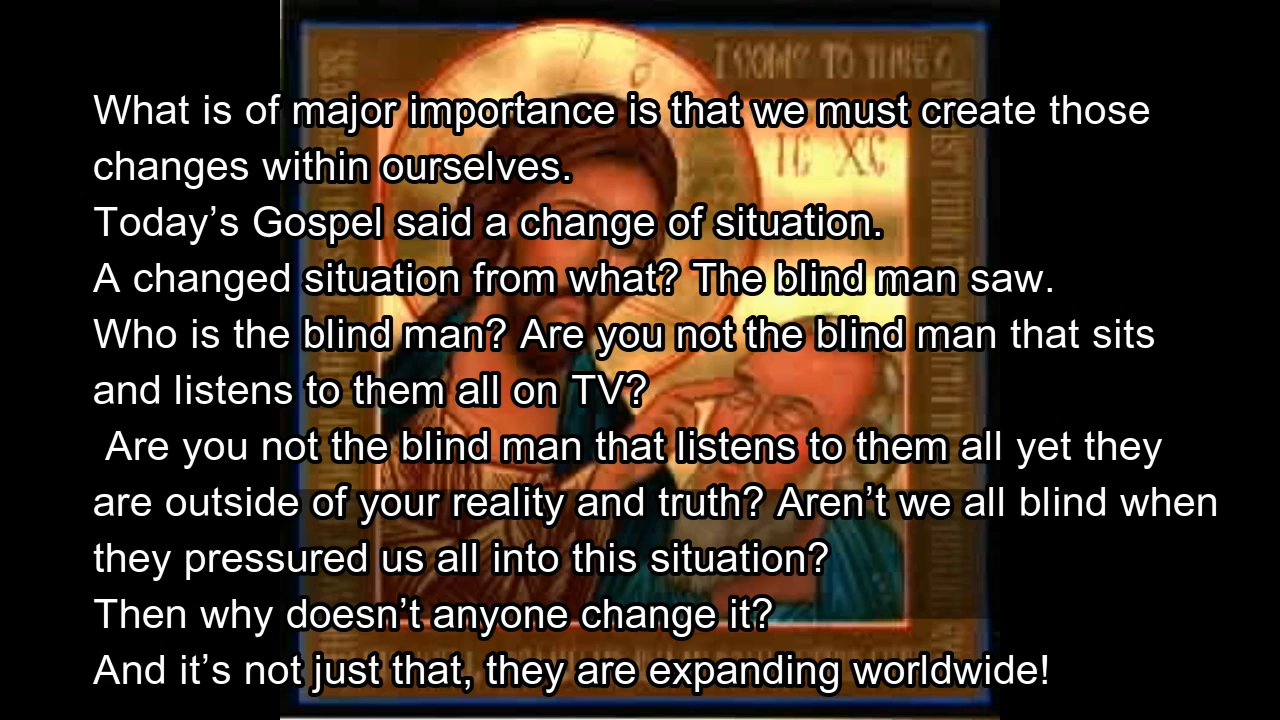 What is of major importance is that we must create those
changes within ourselves.
Today’s Gospel said a change of situation.
A changed situation from what? The blind man saw.
Who is the blind man? Are you not the blind man that sits
and listens to them all on TV?
Are you not the blind man that listens to them all yet they
are outside of your reality and truth? Aren’t we all blind when
they pressured us all into this situation?
Then why doesn’t anyone change it?
And it’s not just that, they are expanding worldwide!
IC XC